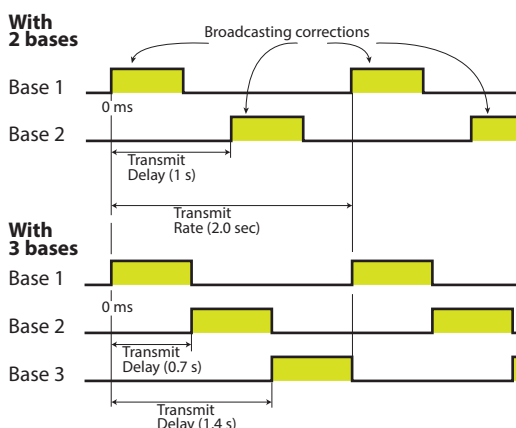 With
2 bases
Broadcasting corrections
Base 1
0 ms
Base 2
Transmit
Delay (1 s)
Transmit
Rate (2.0 sec)
With
3 bases
Base 1
0 ms
Base 2
Transmit
Delay (0.7 s)
Base 3
Transmit
Delay (1.4 s)